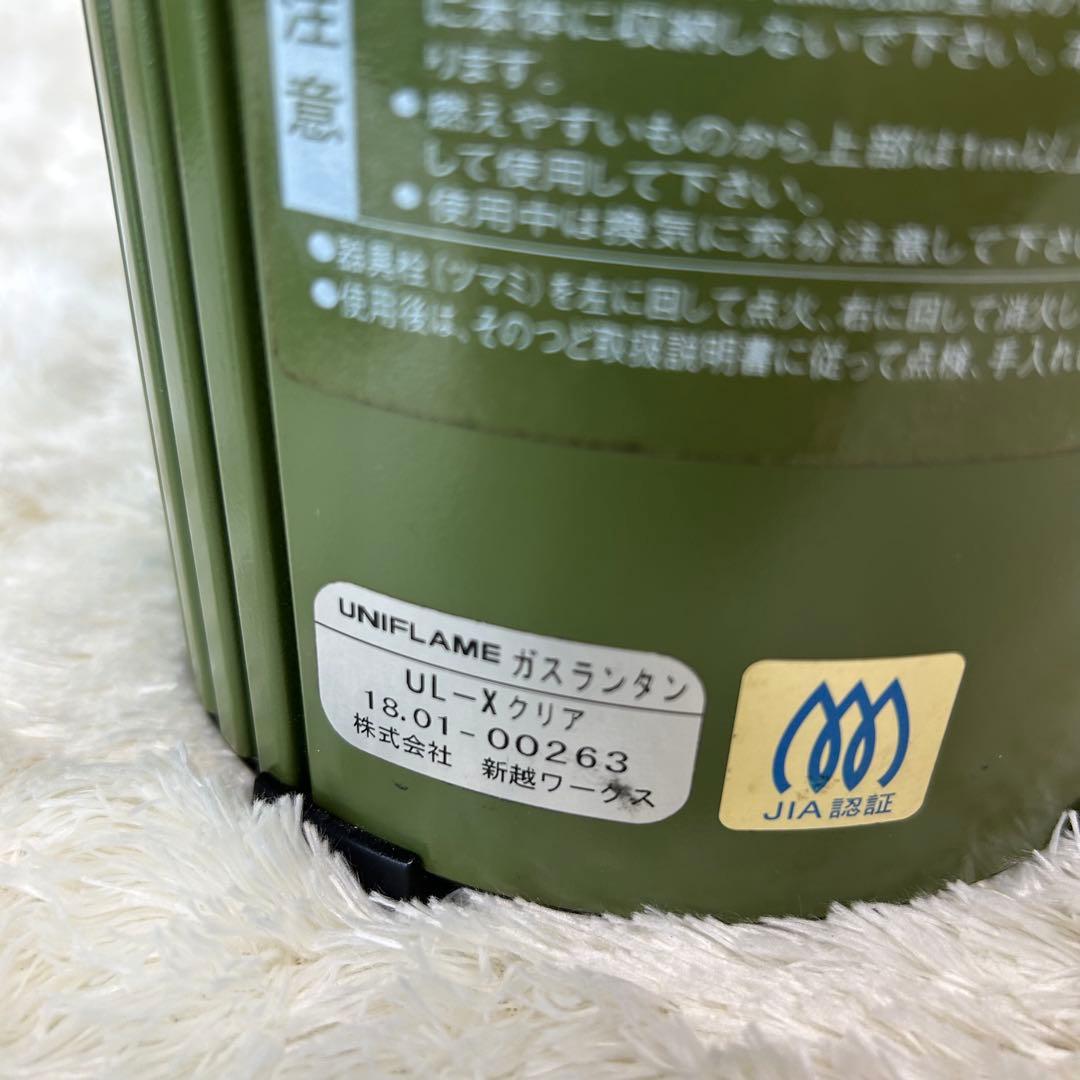 注意
に本体に収納しないで下さい。
ります。
●燃えやすいものから上部は1m以上
して使用して下さい。
●使用中は換気に充分注意して下さい
●器具栓(ツマミ)を左に回して点火、右に回して消火し
●使用後は、そのつど取扱説明書に従って点検、手入れ
UNIFLAME ガスランタン
UL-Xクリア
18.01-00263
株式会社 新越ワークス
JIA認証